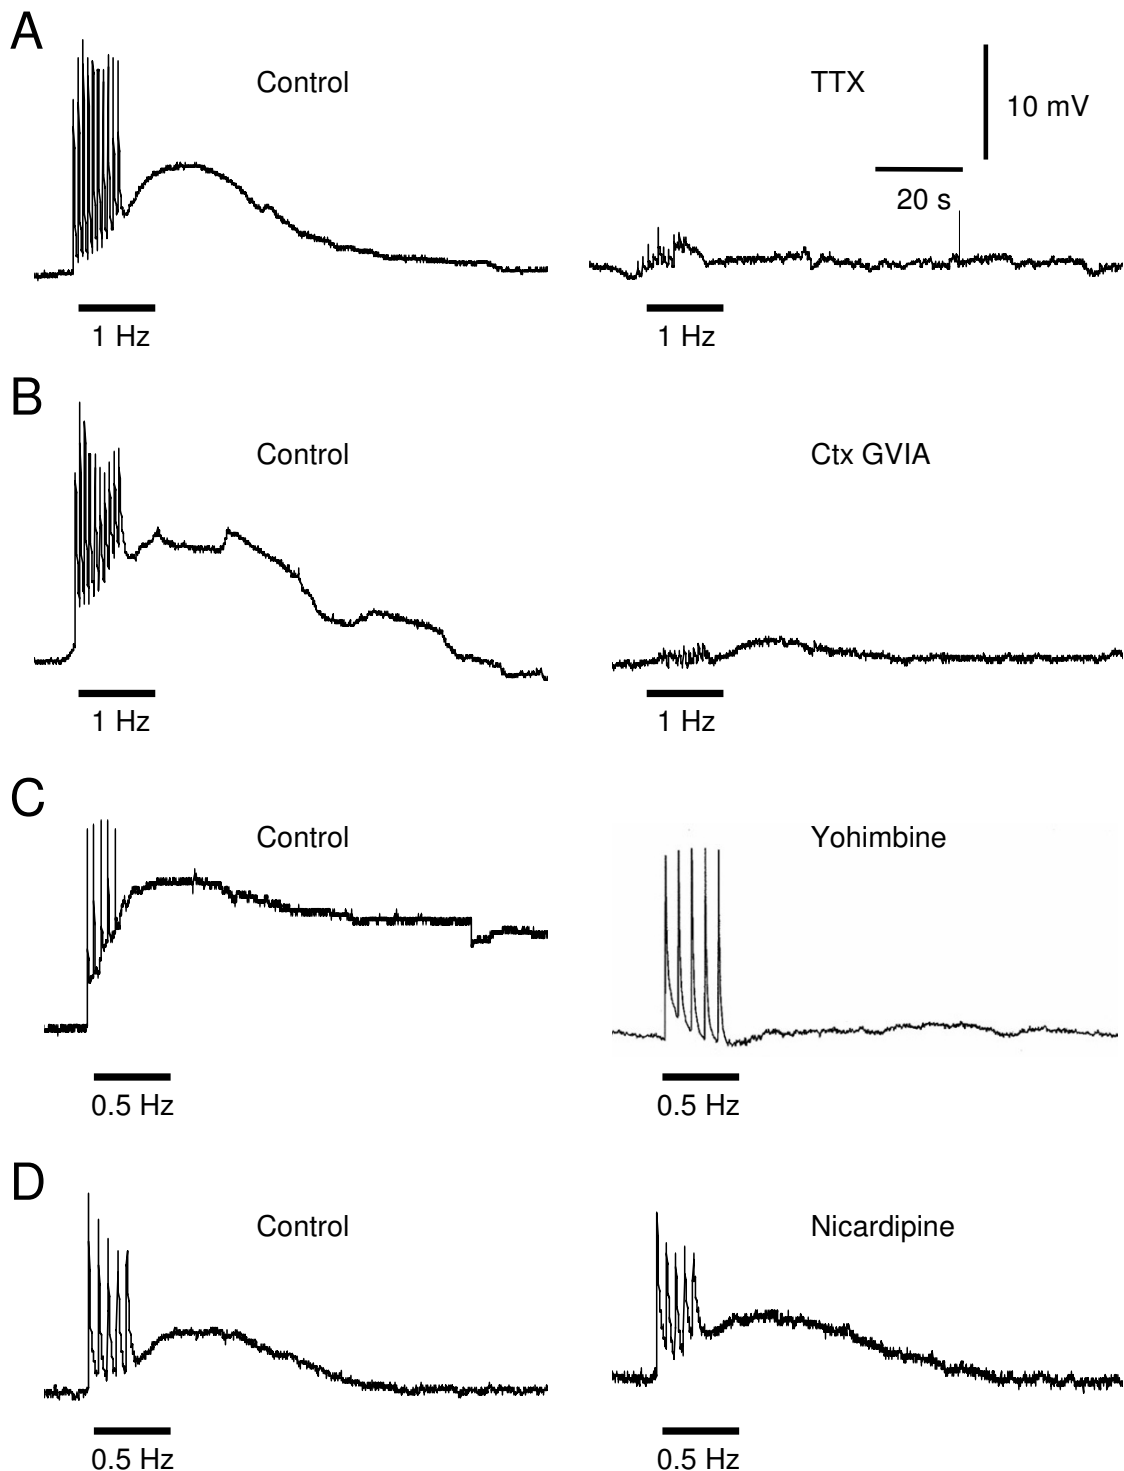 A
Control
TTX
10 mV
20 s
1 Hz
1 Hz
B
Control
Ctx GVIA
1 Hz
1 Hz
C
Control
Yohimbine
0.5 Hz
0.5 Hz
D
Control
Nicardipine
0.5 Hz
0.5 Hz